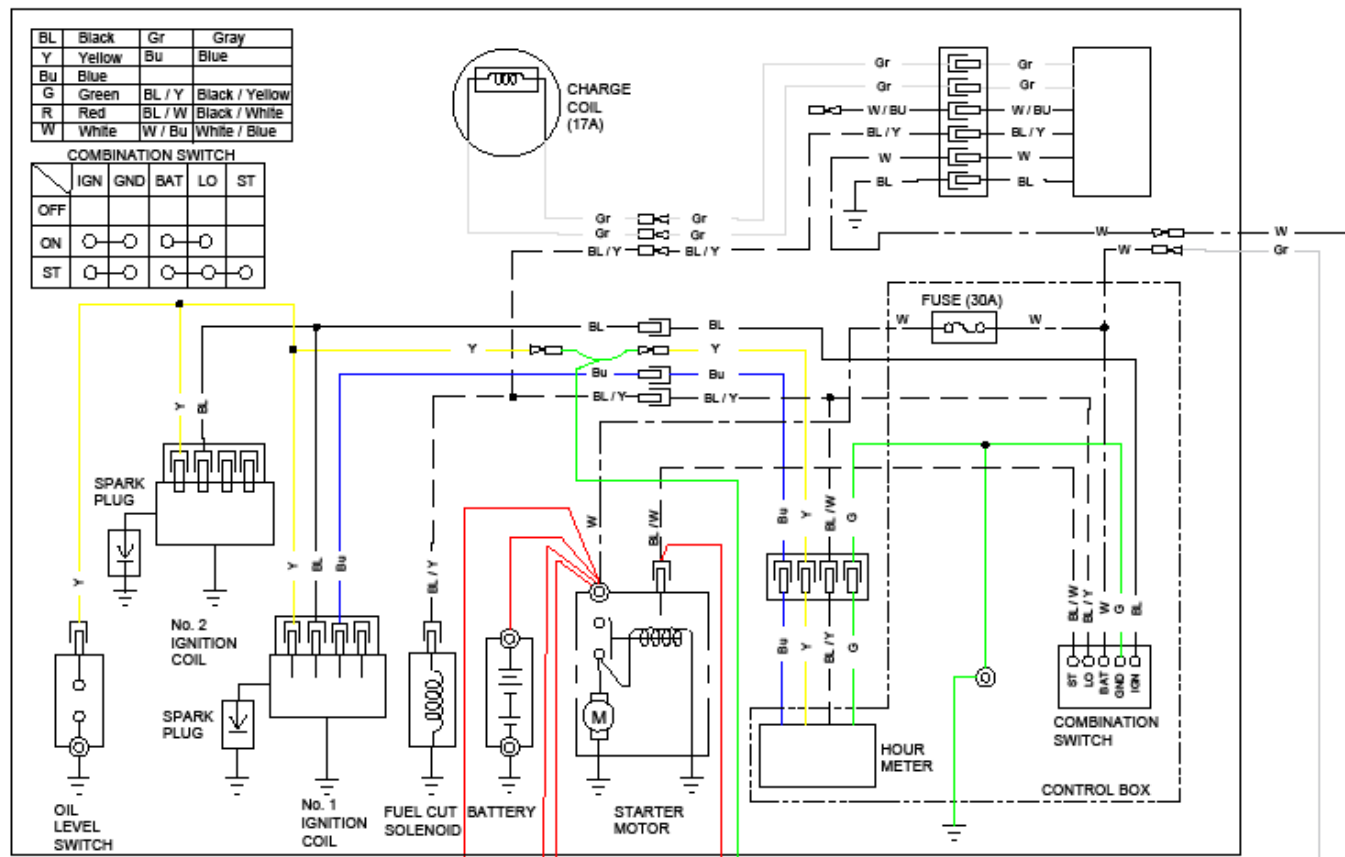 BL Black Gr Gray
Y Yellow Bu Blue
Bu Blue
G Green BL / Y Black / Yellow
R Red BL / W Black / White
W White W / Bu White / Blue
COMBINATION SWITCH
IGN GND BAT LO ST
OFF
ON
ST
CHARGE
COIL
(17A)
Gr Gr
Gr Gr
W / BU W / BU
BL / Y BL / Y
W W
BL BL
Gr Gr
Gr Gr
BL / Y BL / Y
W W
W Gr
FUSE (30A)
W W
BL BL
Y Y
Bu Bu
BL / Y BL / Y
Y
BL
SPARK
PLUG
Y
No. 2
IGNITION
COIL
Y
BL
Bu
SPARK
PLUG
BL / Y
W
BL / W
M
Bu
Y
BL / W
G
Bu
Y
BL / Y
G
BL / W
BL / Y
W
G
BL
ST
LO
BAT
GND
IGN
COMBINATION
SWITCH
HOUR
METER
CONTROL BOX
OIL
LEVEL
SWITCH
No. 1
IGNITION
COIL
FUEL CUT
SOLENOID
BATTERY
STARTER
MOTOR